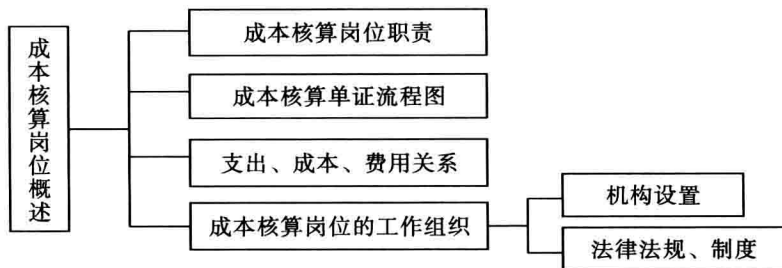 成本核算岗位概述
成本核算岗位职责
成本核算单证流程图
支出、成本、费用关系
成本核算岗位的工作组织
机构设置
法律法规、制度